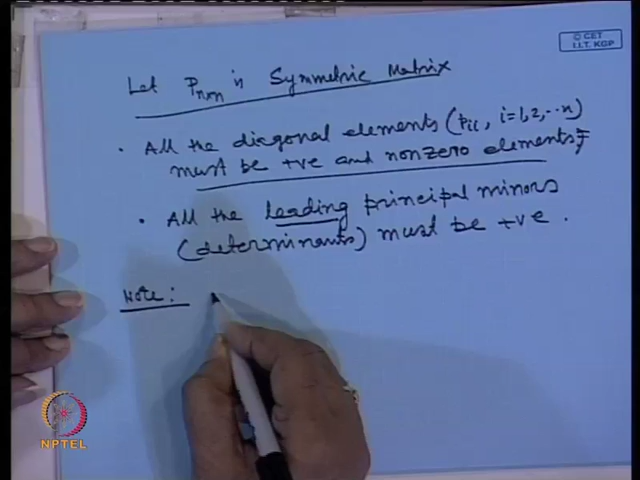 © CET
I.I.T. KGP
Let Pnxn is Symmetric Matrix
· All the diagonal elements (pii, i=1,2,..n)
must be +ve and nonzero elements;
· All the leading principal minors
(determinants) must be +ve.
Note:
NPTEL